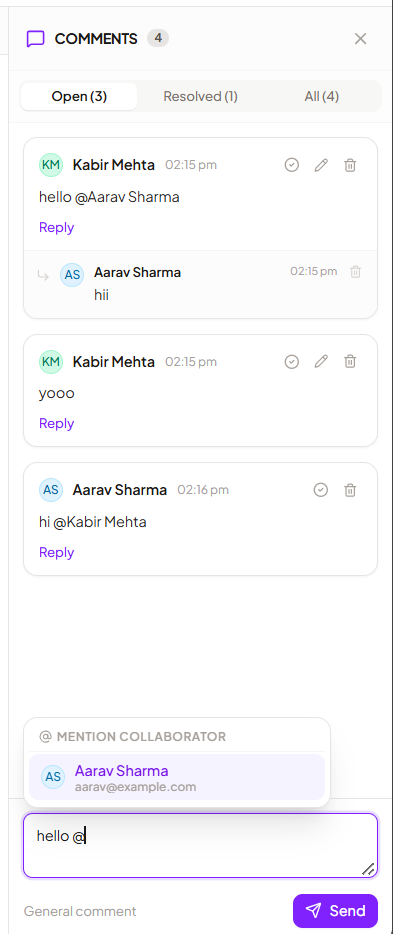 COMMENTS 4
Open (3) Resolved (1) All (4)
KM Kabir Mehta 02:15 pm
hello @Aarav Sharma
Reply
AS Aarav Sharma 02:15 pm
hii
KM Kabir Mehta 02:15 pm
yooo
Reply
AS Aarav Sharma 02:16 pm
hi @Kabir Mehta
Reply
@ MENTION COLLABORATOR
AS Aarav Sharma
aarav@example.com
hello @
General comment Send